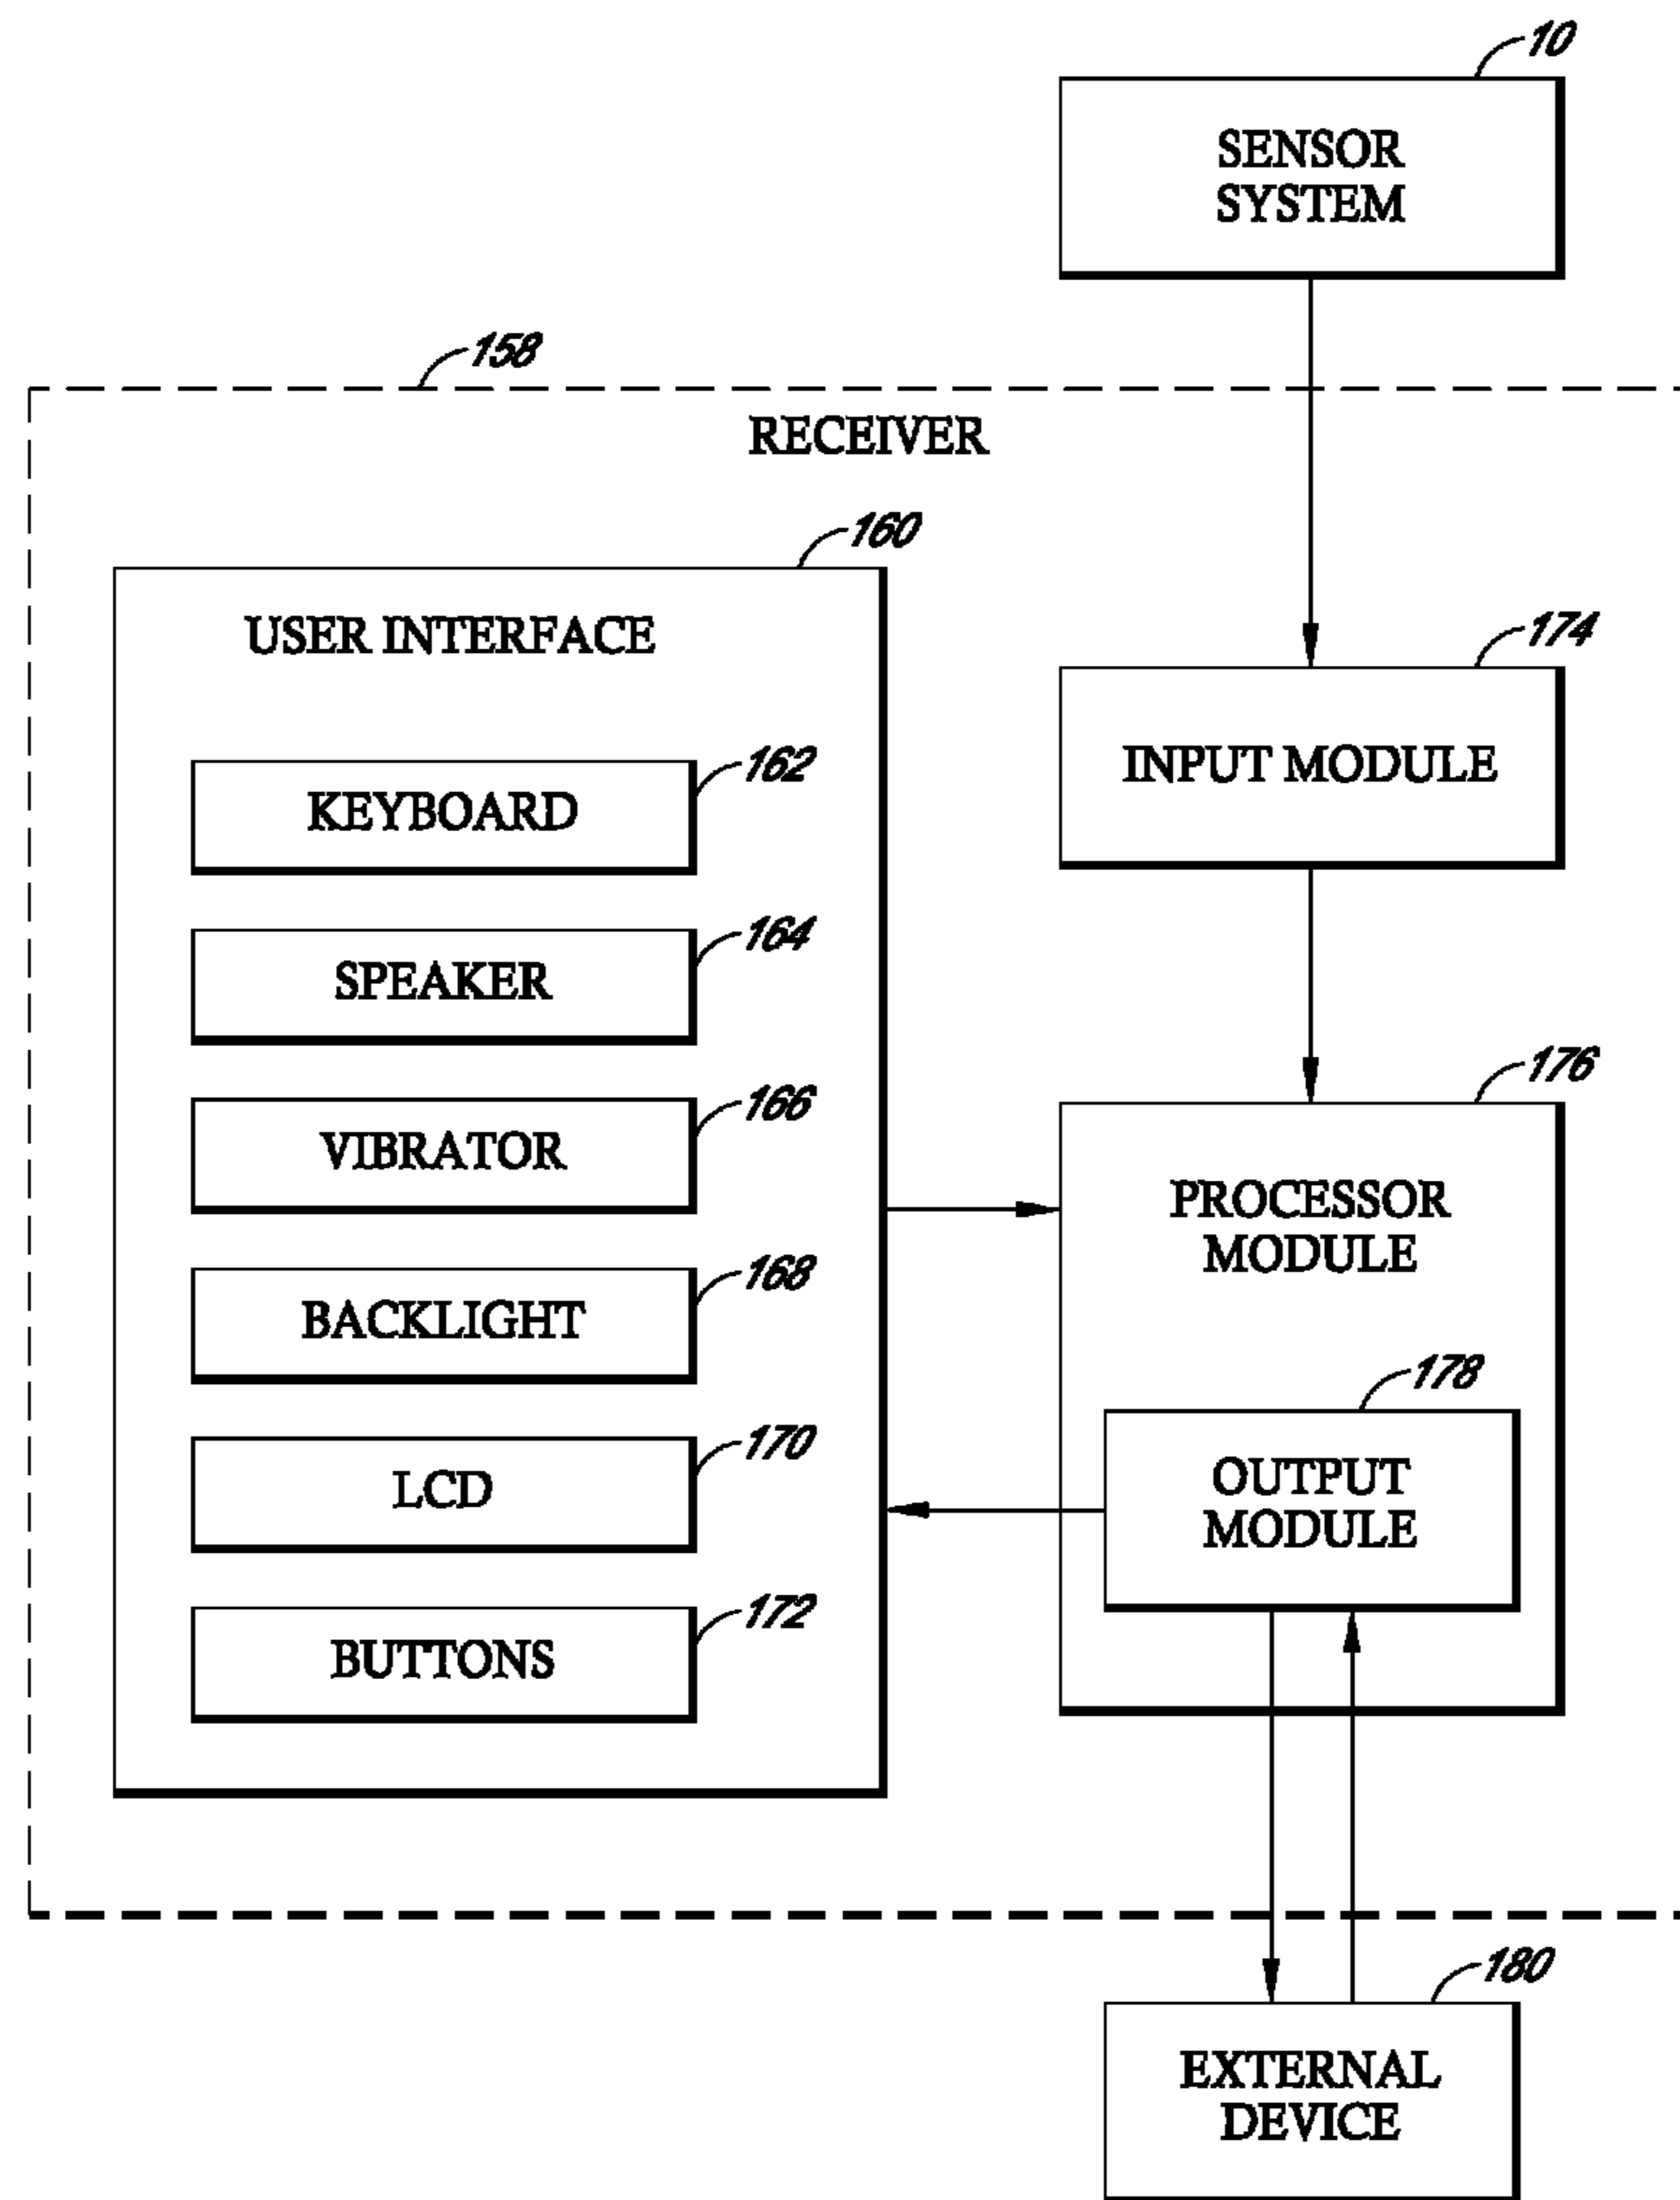 10
SENSOR
SYSTEM
158
RECEIVER
160
USER INTERFACE
174
INPUT MODULE
162
KEYBOARD
164
SPEAKER
166
VIBRATOR
176
PROCESSOR
MODULE
168
BACKLIGHT
178
OUTPUT
MODULE
170
LCD
172
BUTTONS
180
EXTERNAL
DEVICE